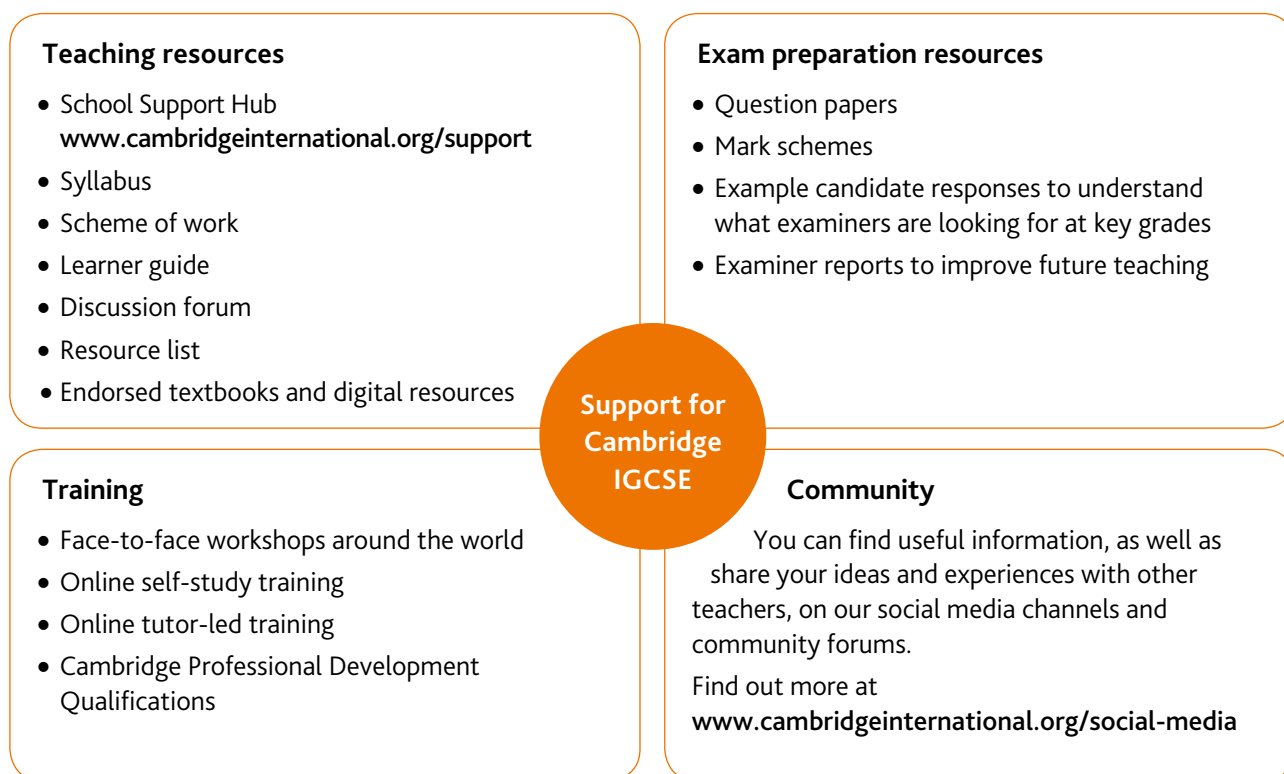 Teaching resources
• School Support Hub
www.cambridgeinternational.org/support
• Syllabus
• Scheme of work
• Learner guide
• Discussion forum
• Resource list
• Endorsed textbooks and digital resources
Exam preparation resources
• Question papers
• Mark schemes
• Example candidate responses to understand
what examiners are looking for at key grades
• Examiner reports to improve future teaching
Support for
Cambridge
IGCSE
Training
• Face-to-face workshops around the world
• Online self-study training
• Online tutor-led training
• Cambridge Professional Development
Qualifications
Community
You can find useful information, as well as
share your ideas and experiences with other
teachers, on our social media channels and
community forums.
Find out more at
www.cambridgeinternational.org/social-media